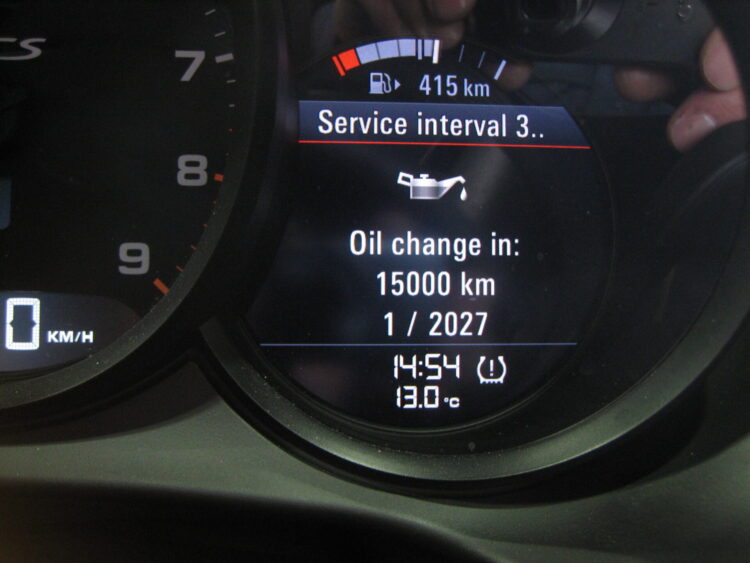 CS
7
8
9
0 KM/H
415 km
Service interval 3..
Oil change in:
15000 km
1 / 2027
14:54
13.0 °C